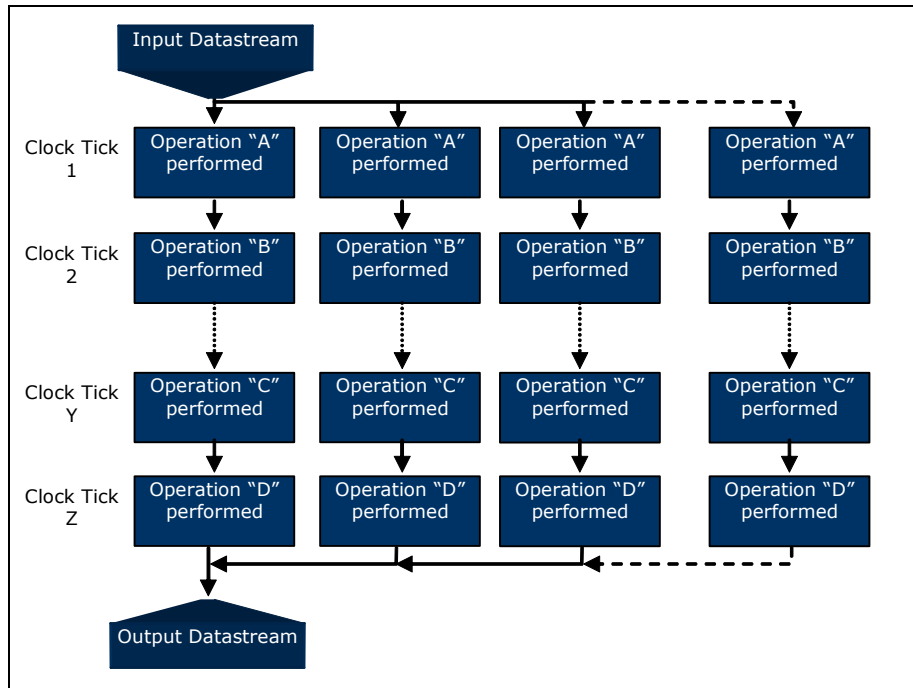 Input Datastream
Clock Tick
1
Operation “A”
performed
Operation “A”
performed
Operation “A”
performed
Operation “A”
performed
Clock Tick
2
Operation “B”
performed
Operation “B”
performed
Operation “B”
performed
Operation “B”
performed
Clock Tick
Y
Operation “C”
performed
Operation “C”
performed
Operation “C”
performed
Operation “C”
performed
Clock Tick
Z
Operation “D”
performed
Operation “D”
performed
Operation “D”
performed
Operation “D”
performed
Output Datastream